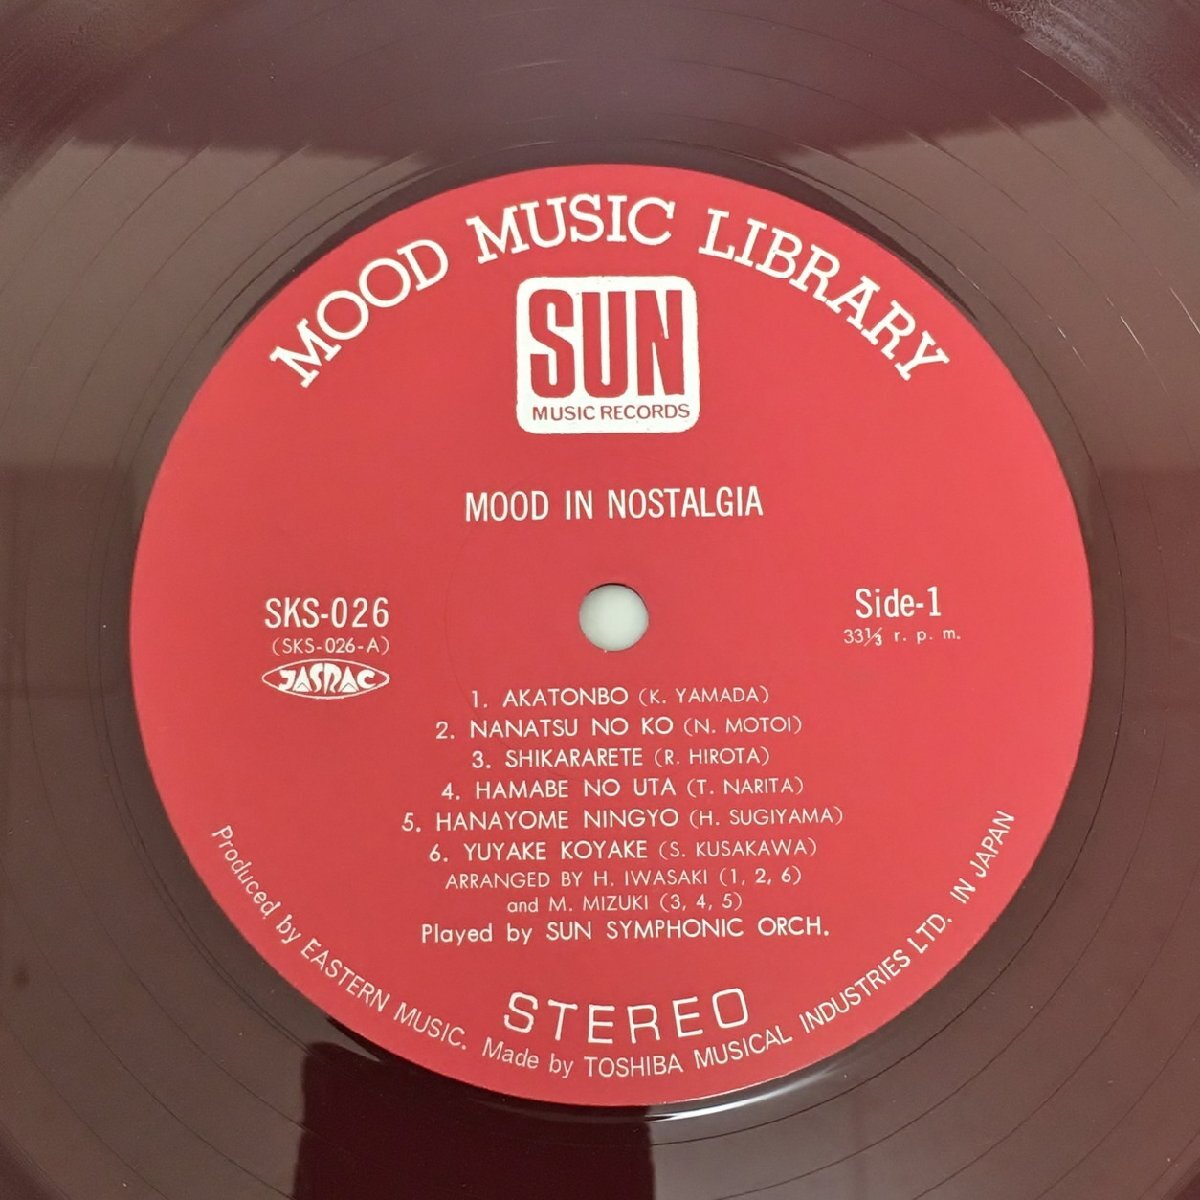 MOOD MUSIC LIBRARY
SUN
MUSIC RECORDS
MOOD IN NOSTALGIA
SKS-026
(SKS-026-A)
JASRAC
Side-1
33⅓ r. p. m.
1. AKATONBO (K. YAMADA)
2. NANATSU NO KO (N. MOTOI)
3. SHIKARARETE (R. HIROTA)
4. HAMABE NO UTA (T. NARITA)
5. HANAYOME NINGYO (H. SUGIYAMA)
6. YUYAKE KOYAKE (S. KUSAKAWA)
ARRANGED BY H. IWASAKI (1, 2, 6)
and M. MIZUKI (3, 4, 5)
Played by SUN SYMPHONIC ORCH.
STEREO
Produced by EASTERN MUSIC. Made by TOSHIBA MUSICAL INDUSTRIES LTD. IN JAPAN